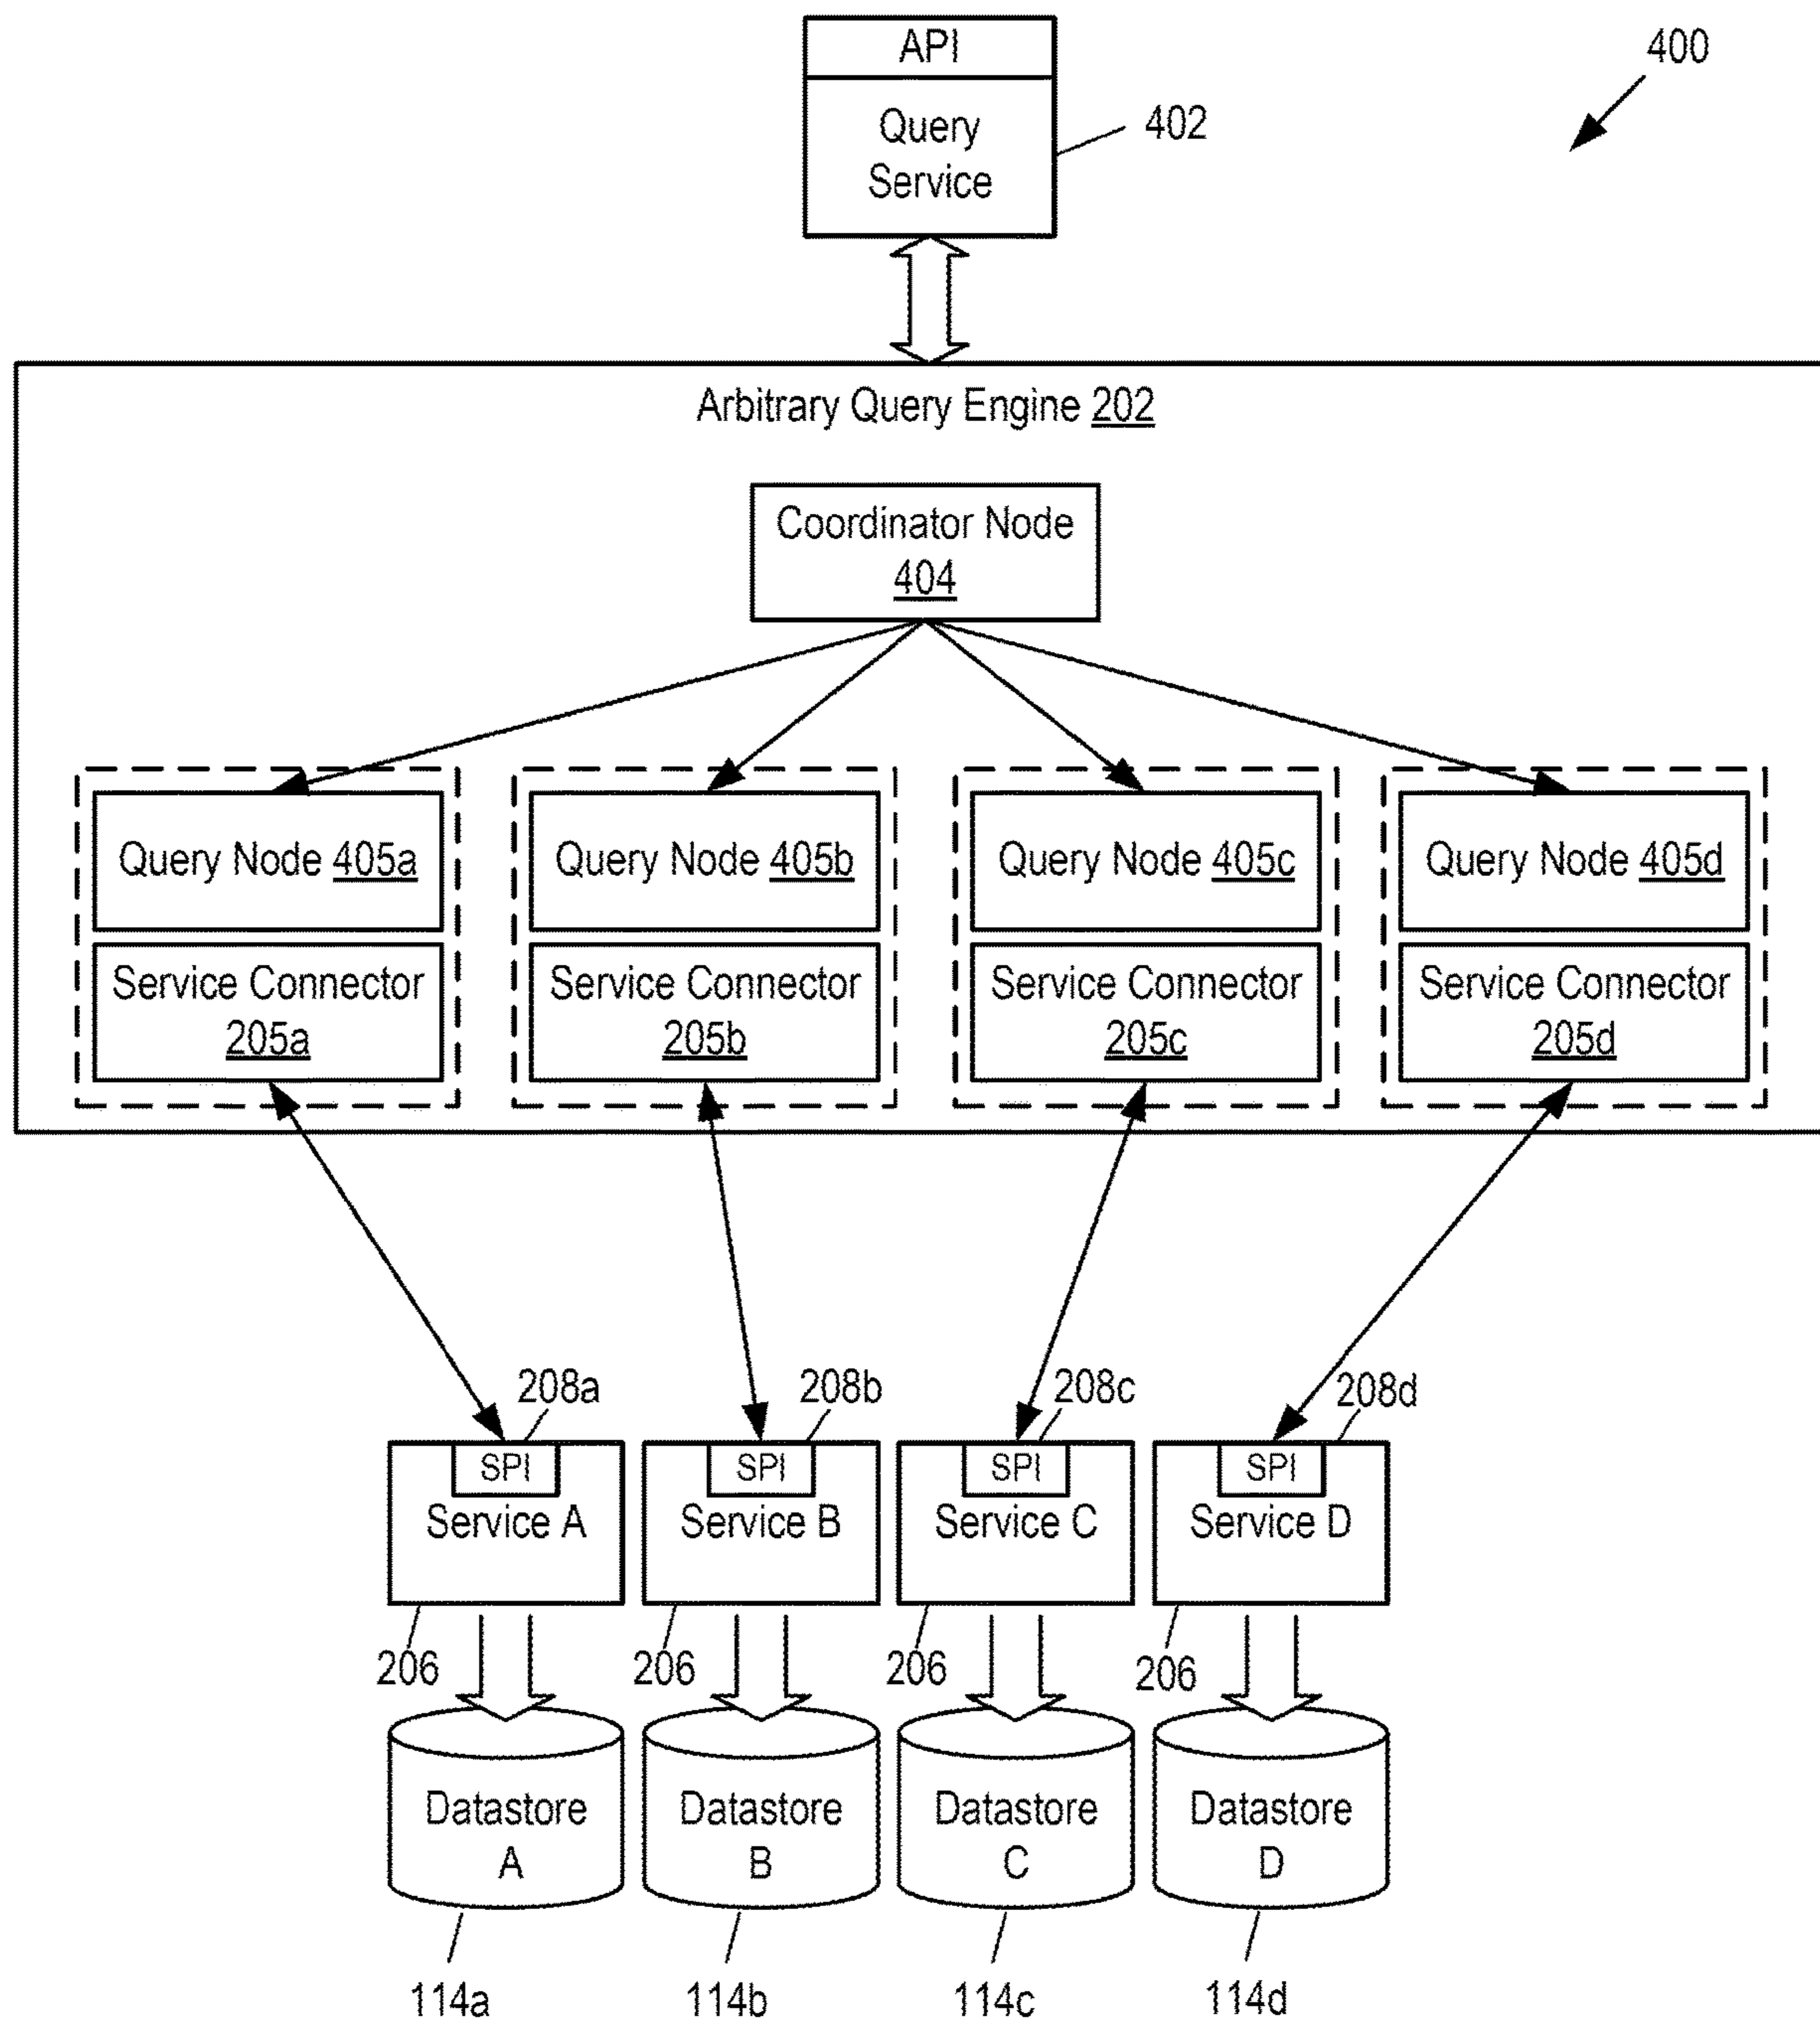 API
400
Query
Service
402
Arbitrary Query Engine 202
Coordinator Node
404
Query Node 405a
Query Node 405b
Query Node 405c
Query Node 405d
Service Connector
205a
Service Connector
205b
Service Connector
205c
Service Connector
205d
208a
208b
208c
208d
SPI
SPI
SPI
SPI
Service A
Service B
Service C
Service D
206
206
206
206
Datastore
A
Datastore
B
Datastore
C
Datastore
D
114a
114b
114c
114d